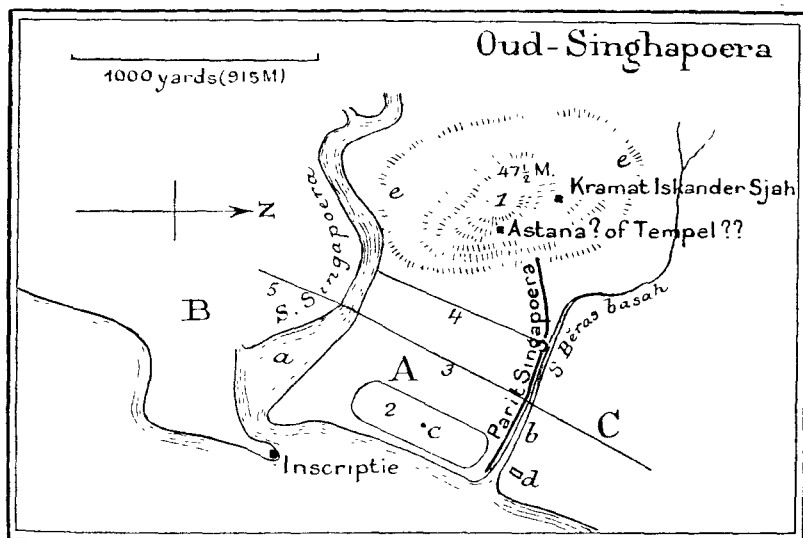 Oud-Singhapoera
1000 yards (915M)
47½ M.
e
e
1
Kramat Iskander Sjah
Astana? of Tempel??
Z
S. Singapoera
5
B
4
Parit Singapoera
S Bĕras basah
a
A
3
2
c
C
b
d
Inscriptie